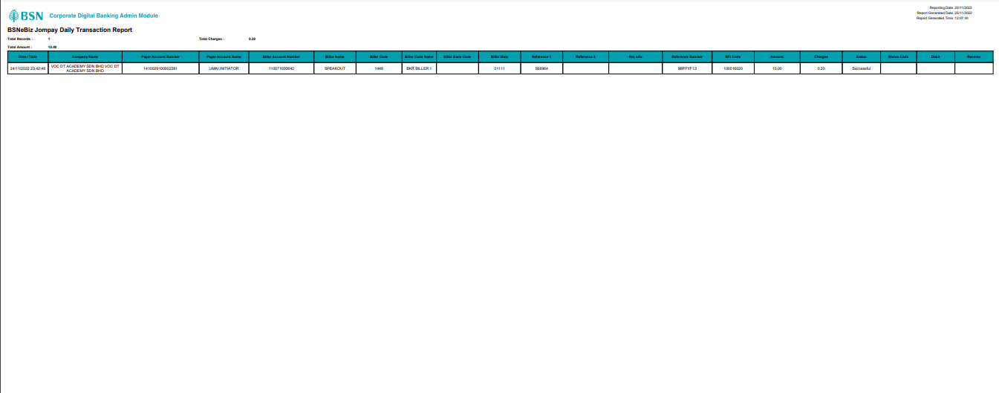 BSN Corporate Digital Banking Admin Module
Reporting Date :25/11/2022
Report Generated Date :25/11/2022
Report Generated Time :12:07:30
BSNeBiz Jompay Daily Transaction Report
Total Records : 1 Total Charges : 0.20
Total Amount : 10.00
Date / Time Company Name Payer Account Number Payer Account Name Biller Account Number Biller Name Biller Code Biller Code Name Biller Bank Code Biller Msic Reference 1 Reference 2 Rrn Info Reference Number RFI Code Amount Charges Status Status Code Debit Reverse
24/11/2022 23:42:46 VOC DT ACADEMY SDN BHD VOC DT ACADEMY SDN BHD 1410029100002381 UMAI.INITIATOR 110071000642 SPEAKOUT 1446 BKR BILLER 1 01111 588964 9BPFYF13 100016020 10.00 0.20 Successful